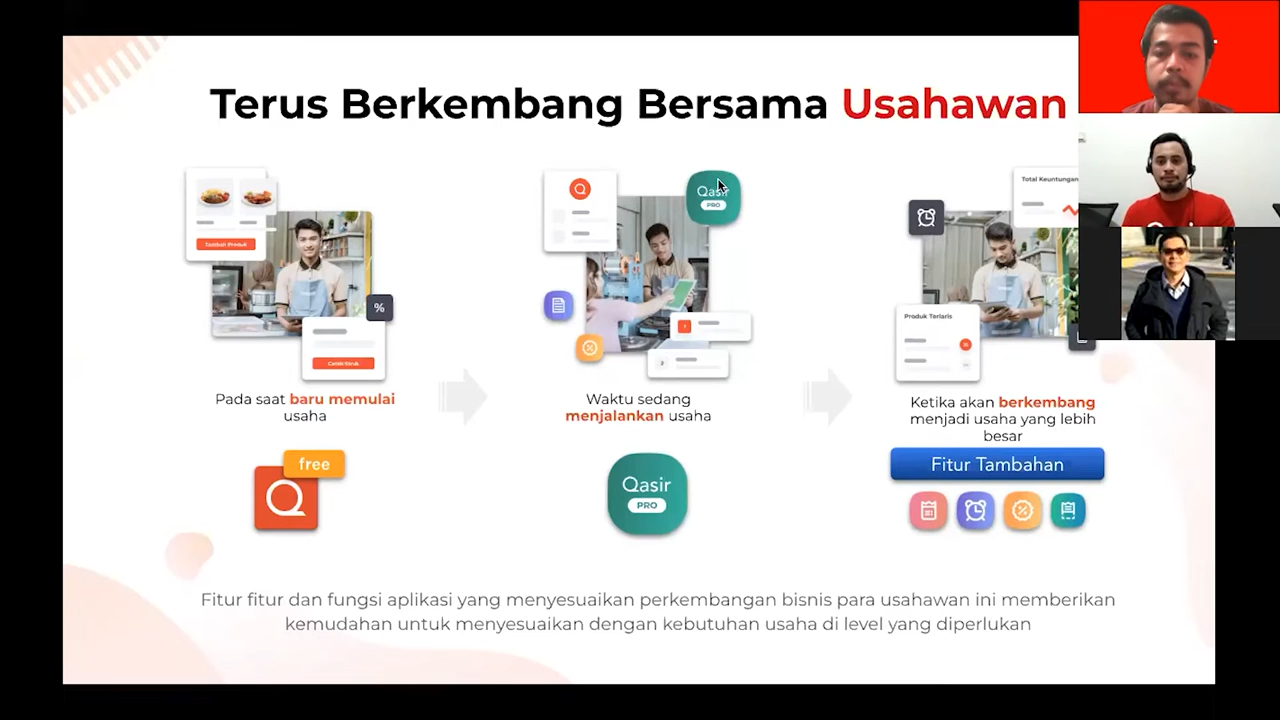 Terus Berkembang Bersama Usahawan
Tambah Produk
%
Qasir
PRO
Total Keuntungan
Produk Terlaris
Pada saat baru memulai
usaha
Waktu sedang
menjalankan usaha
Ketika akan berkembang
menjadi usaha yang lebih
besar
free
Q
Qasir
PRO
Fitur Tambahan
Fitur fitur dan fungsi aplikasi yang menyesuaikan perkembangan bisnis para usahawan ini memberikan
kemudahan untuk menyesuaikan dengan kebutuhan usaha di level yang diperlukan